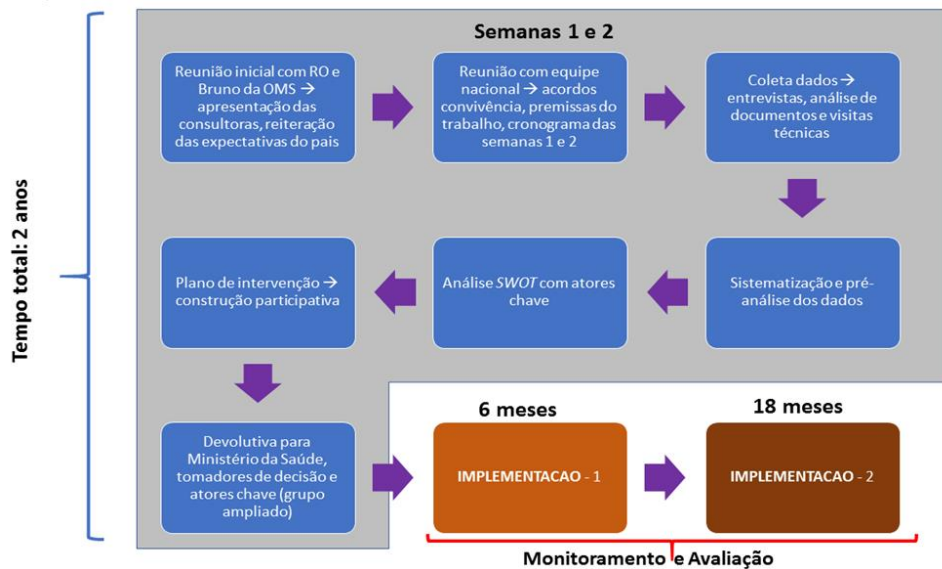 Semanas 1 e 2
Reunião inicial com RO e
Bruno da OMS → 
apresentação das
consultoras, reiteração
das expectativas do pais
Reunião com equipe
nacional → acordos
convivência, premissas do
trabalho, cronograma das
semanas 1 e 2
Coleta dados →
entrevistas, análise de
documentos e visitas
técnicas
Tempo total: 2 anos
Plano de intervenção →
construção participativa
Análise SWOT com atores
chave
Sistematização e pré-
análise dos dados
Devolutiva para
Ministério da Saúde,
tomadores de decisão e
atores chave (grupo
ampliado)
6 meses
IMPLEMENTACAO - 1
18 meses
IMPLEMENTACAO - 2
Monitoramento e Avaliação